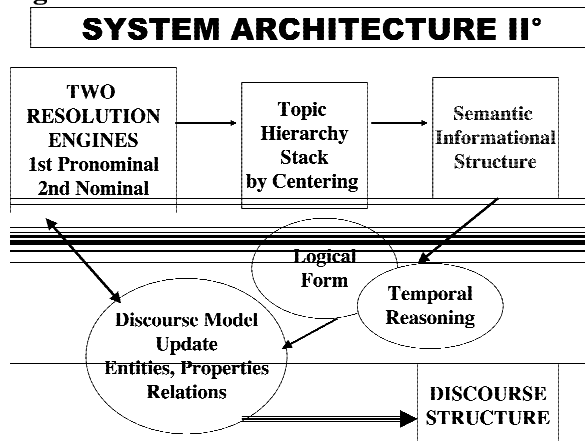 SYSTEM ARCHITECTURE II°
TWO
RESOLUTION
ENGINES
1st Pronominal
2nd Nominal
Topic
Hierarchy
Stack
by Centering
Semantic
Informational
Structure
Logical
Form
Temporal
Reasoning
Discourse Model
Update
Entities, Properties
Relations
DISCOURSE
STRUCTURE